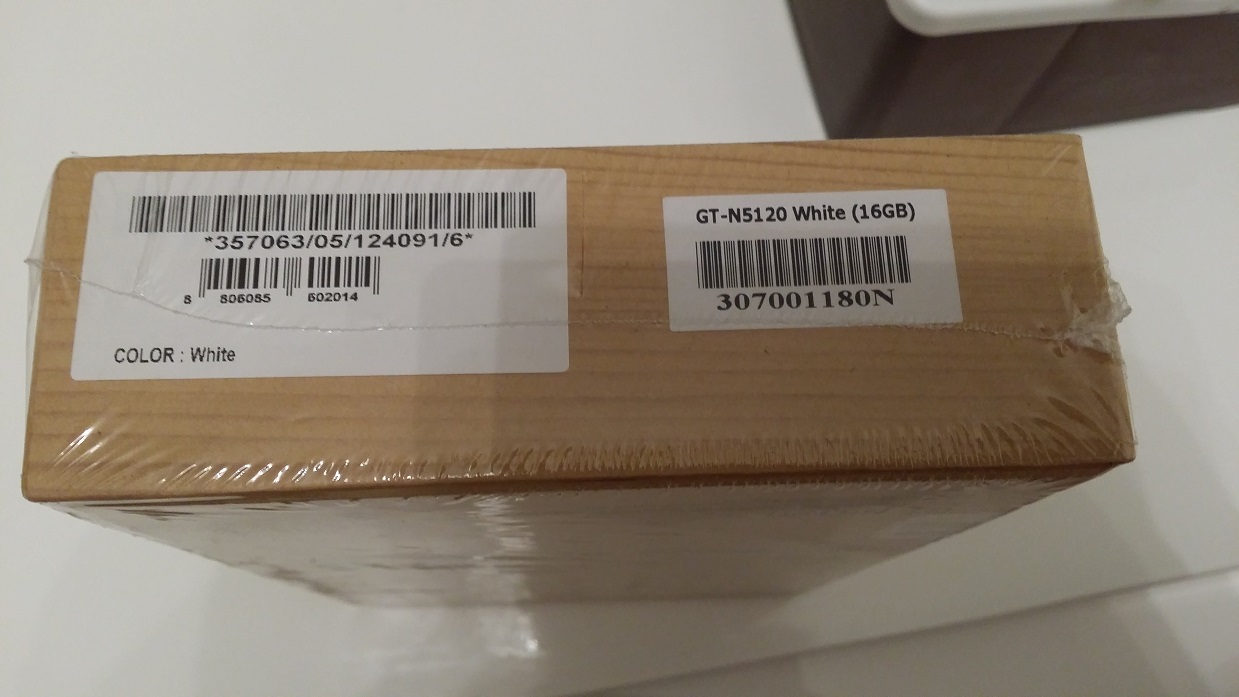 *357063/05/124091/6*
8 806085 602014
COLOR : White
GT-N5120 White (16GB)
307001180N